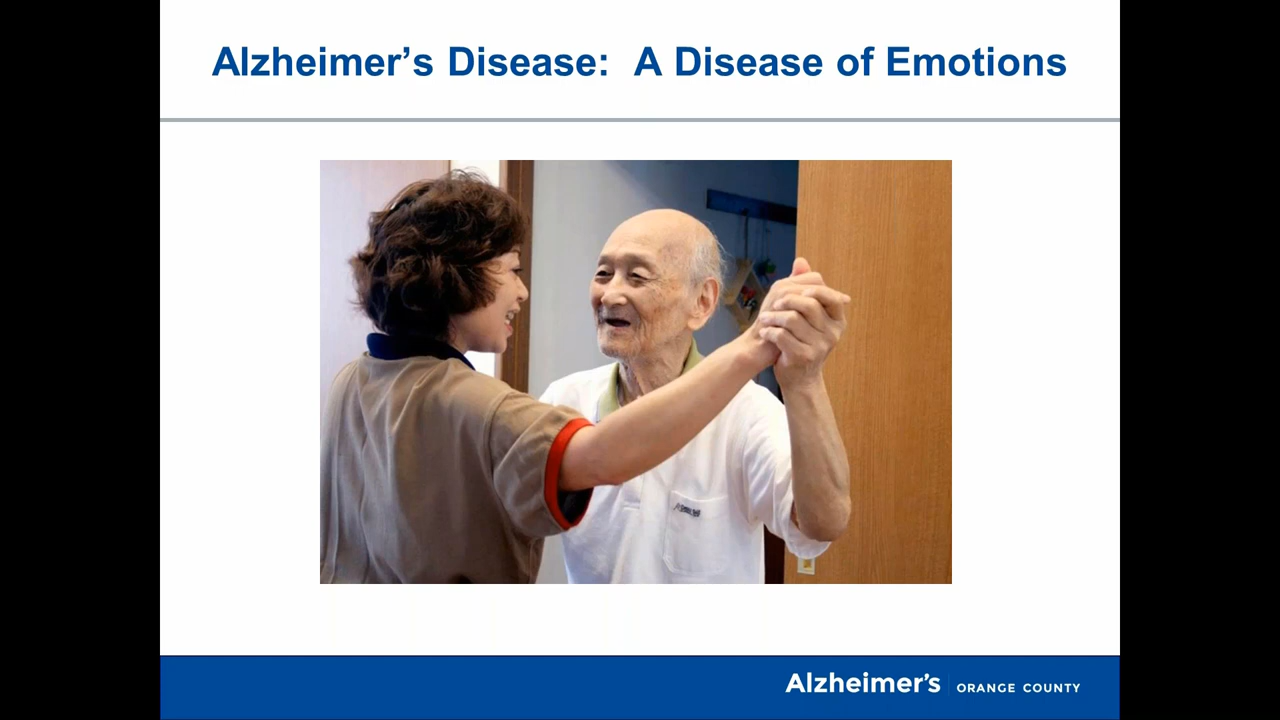 Alzheimer’s Disease:  A Disease of Emotions
Alzheimer’s ORANGE COUNTY